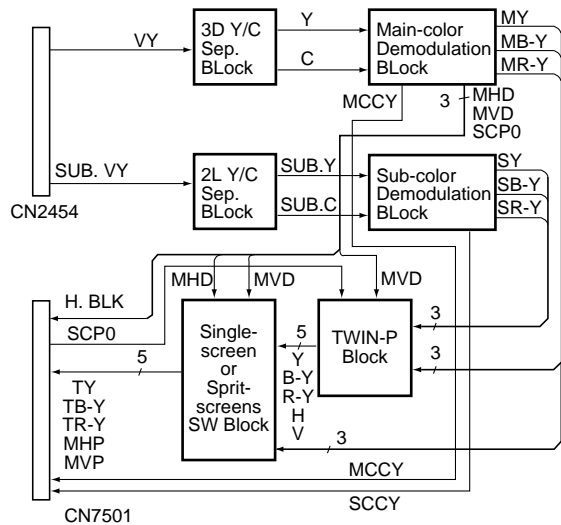 VY
3D Y/C
Sep.
BLock
Y
C
Main-color
Demodulation
BLock
MY
MB-Y
MR-Y
MCCY
3
MHD
MVD
SCP0
SUB. VY
2L Y/C
Sep.
BLock
SUB.Y
SUB.C
Sub-color
Demodulation
BLock
SY
SB-Y
SR-Y
CN2454
MHD
MVD
MVD
H. BLK
SCP0
5
TY
TB-Y
TR-Y
MHP
MVP
Single-
screen
or
Sprit-
screens
SW Block
5
Y
B-Y
R-Y
H
V
TWIN-P
Block
3
3
3
MCCY
SCCY
CN7501